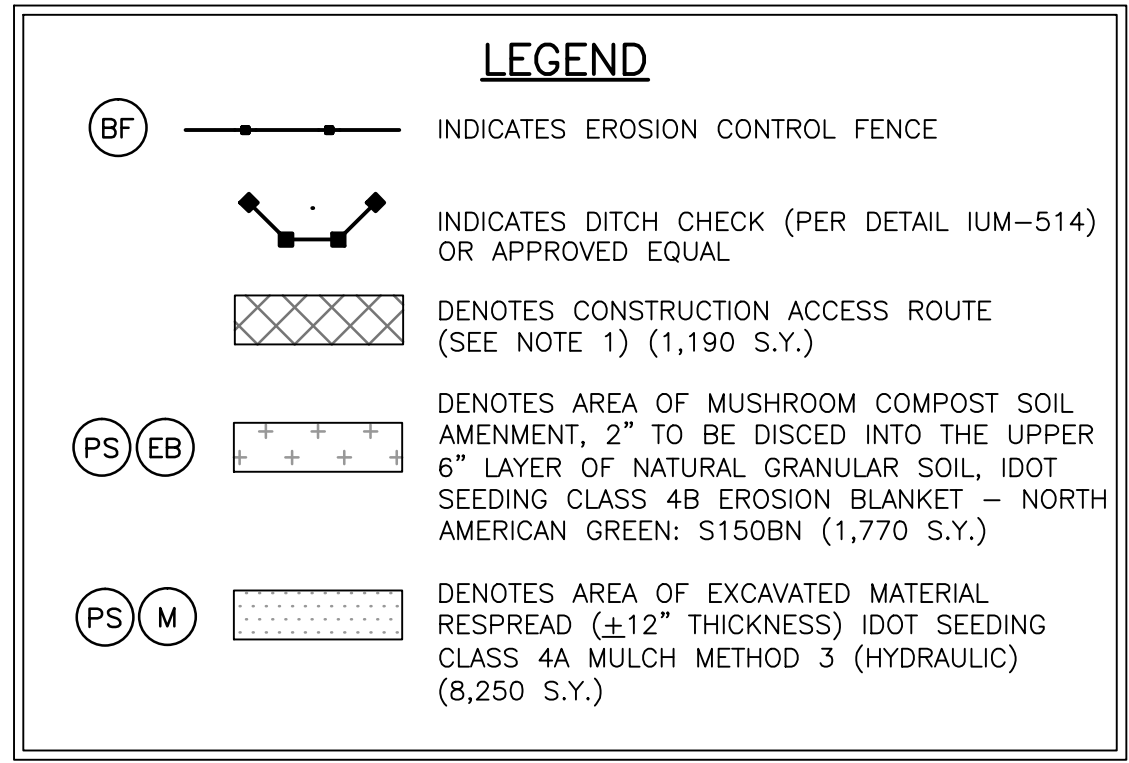 LEGEND
BF INDICATES EROSION CONTROL FENCE
INDICATES DITCH CHECK (PER DETAIL IUM-514)
OR APPROVED EQUAL
DENOTES CONSTRUCTION ACCESS ROUTE
(SEE NOTE 1) (1,190 S.Y.)
DENOTES AREA OF MUSHROOM COMPOST SOIL
AMENMENT, 2" TO BE DISCED INTO THE UPPER
PS EB 6" LAYER OF NATURAL GRANULAR SOIL, IDOT
SEEDING CLASS 4B EROSION BLANKET – NORTH
AMERICAN GREEN: S150BN (1,770 S.Y.)
DENOTES AREA OF EXCAVATED MATERIAL
PS M RESPREAD (±12" THICKNESS) IDOT SEEDING
CLASS 4A MULCH METHOD 3 (HYDRAULIC)
(8,250 S.Y.)